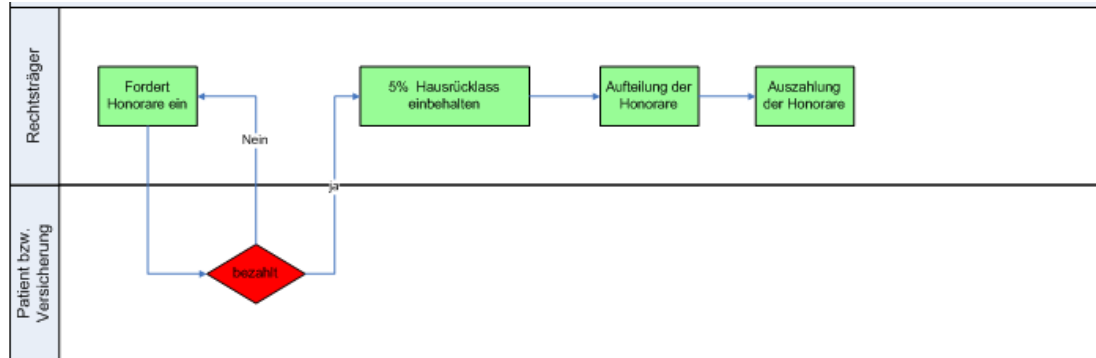 Rechtsträger
Fordert
Honorare ein
5% Hausrücklass
einbehalten
Aufteilung der
Honorare
Auszahlung
der Honorare
Nein
ja
Patient bzw.
Versicherung
bezahlt